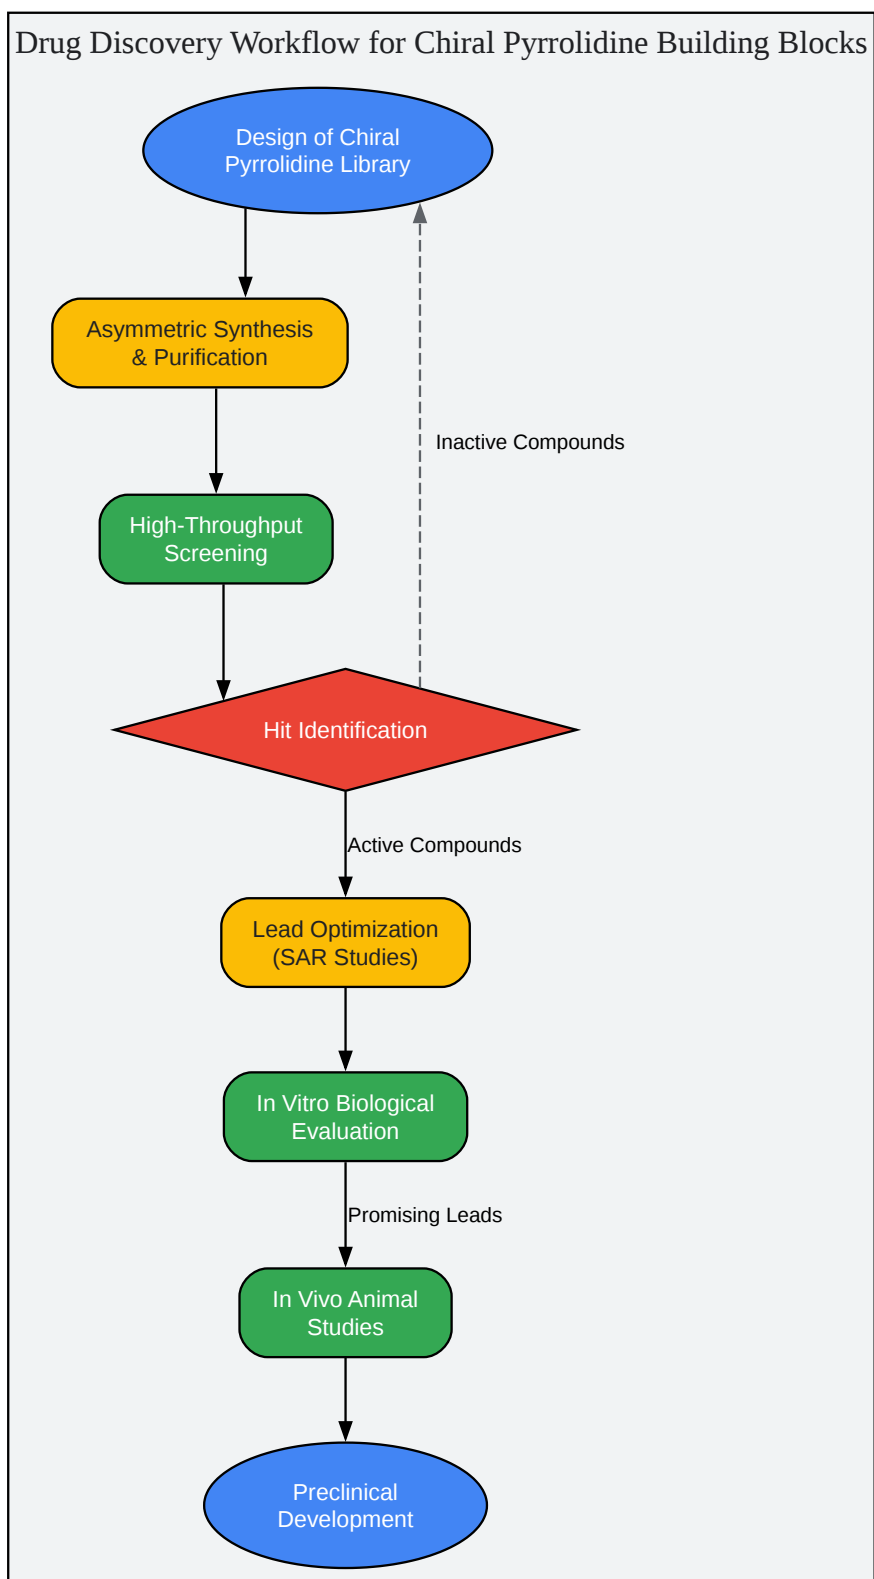 Drug Discovery Workflow for Chiral Pyrrolidine Building Blocks
Design of Chiral
Pyrrolidine Library
Asymmetric Synthesis
& Purification
Inactive Compounds
High-Throughput
Screening
Hit Identification
Active Compounds
Lead Optimization
(SAR Studies)
In Vitro Biological
Evaluation
Promising Leads
In Vivo Animal
Studies
Preclinical
Development